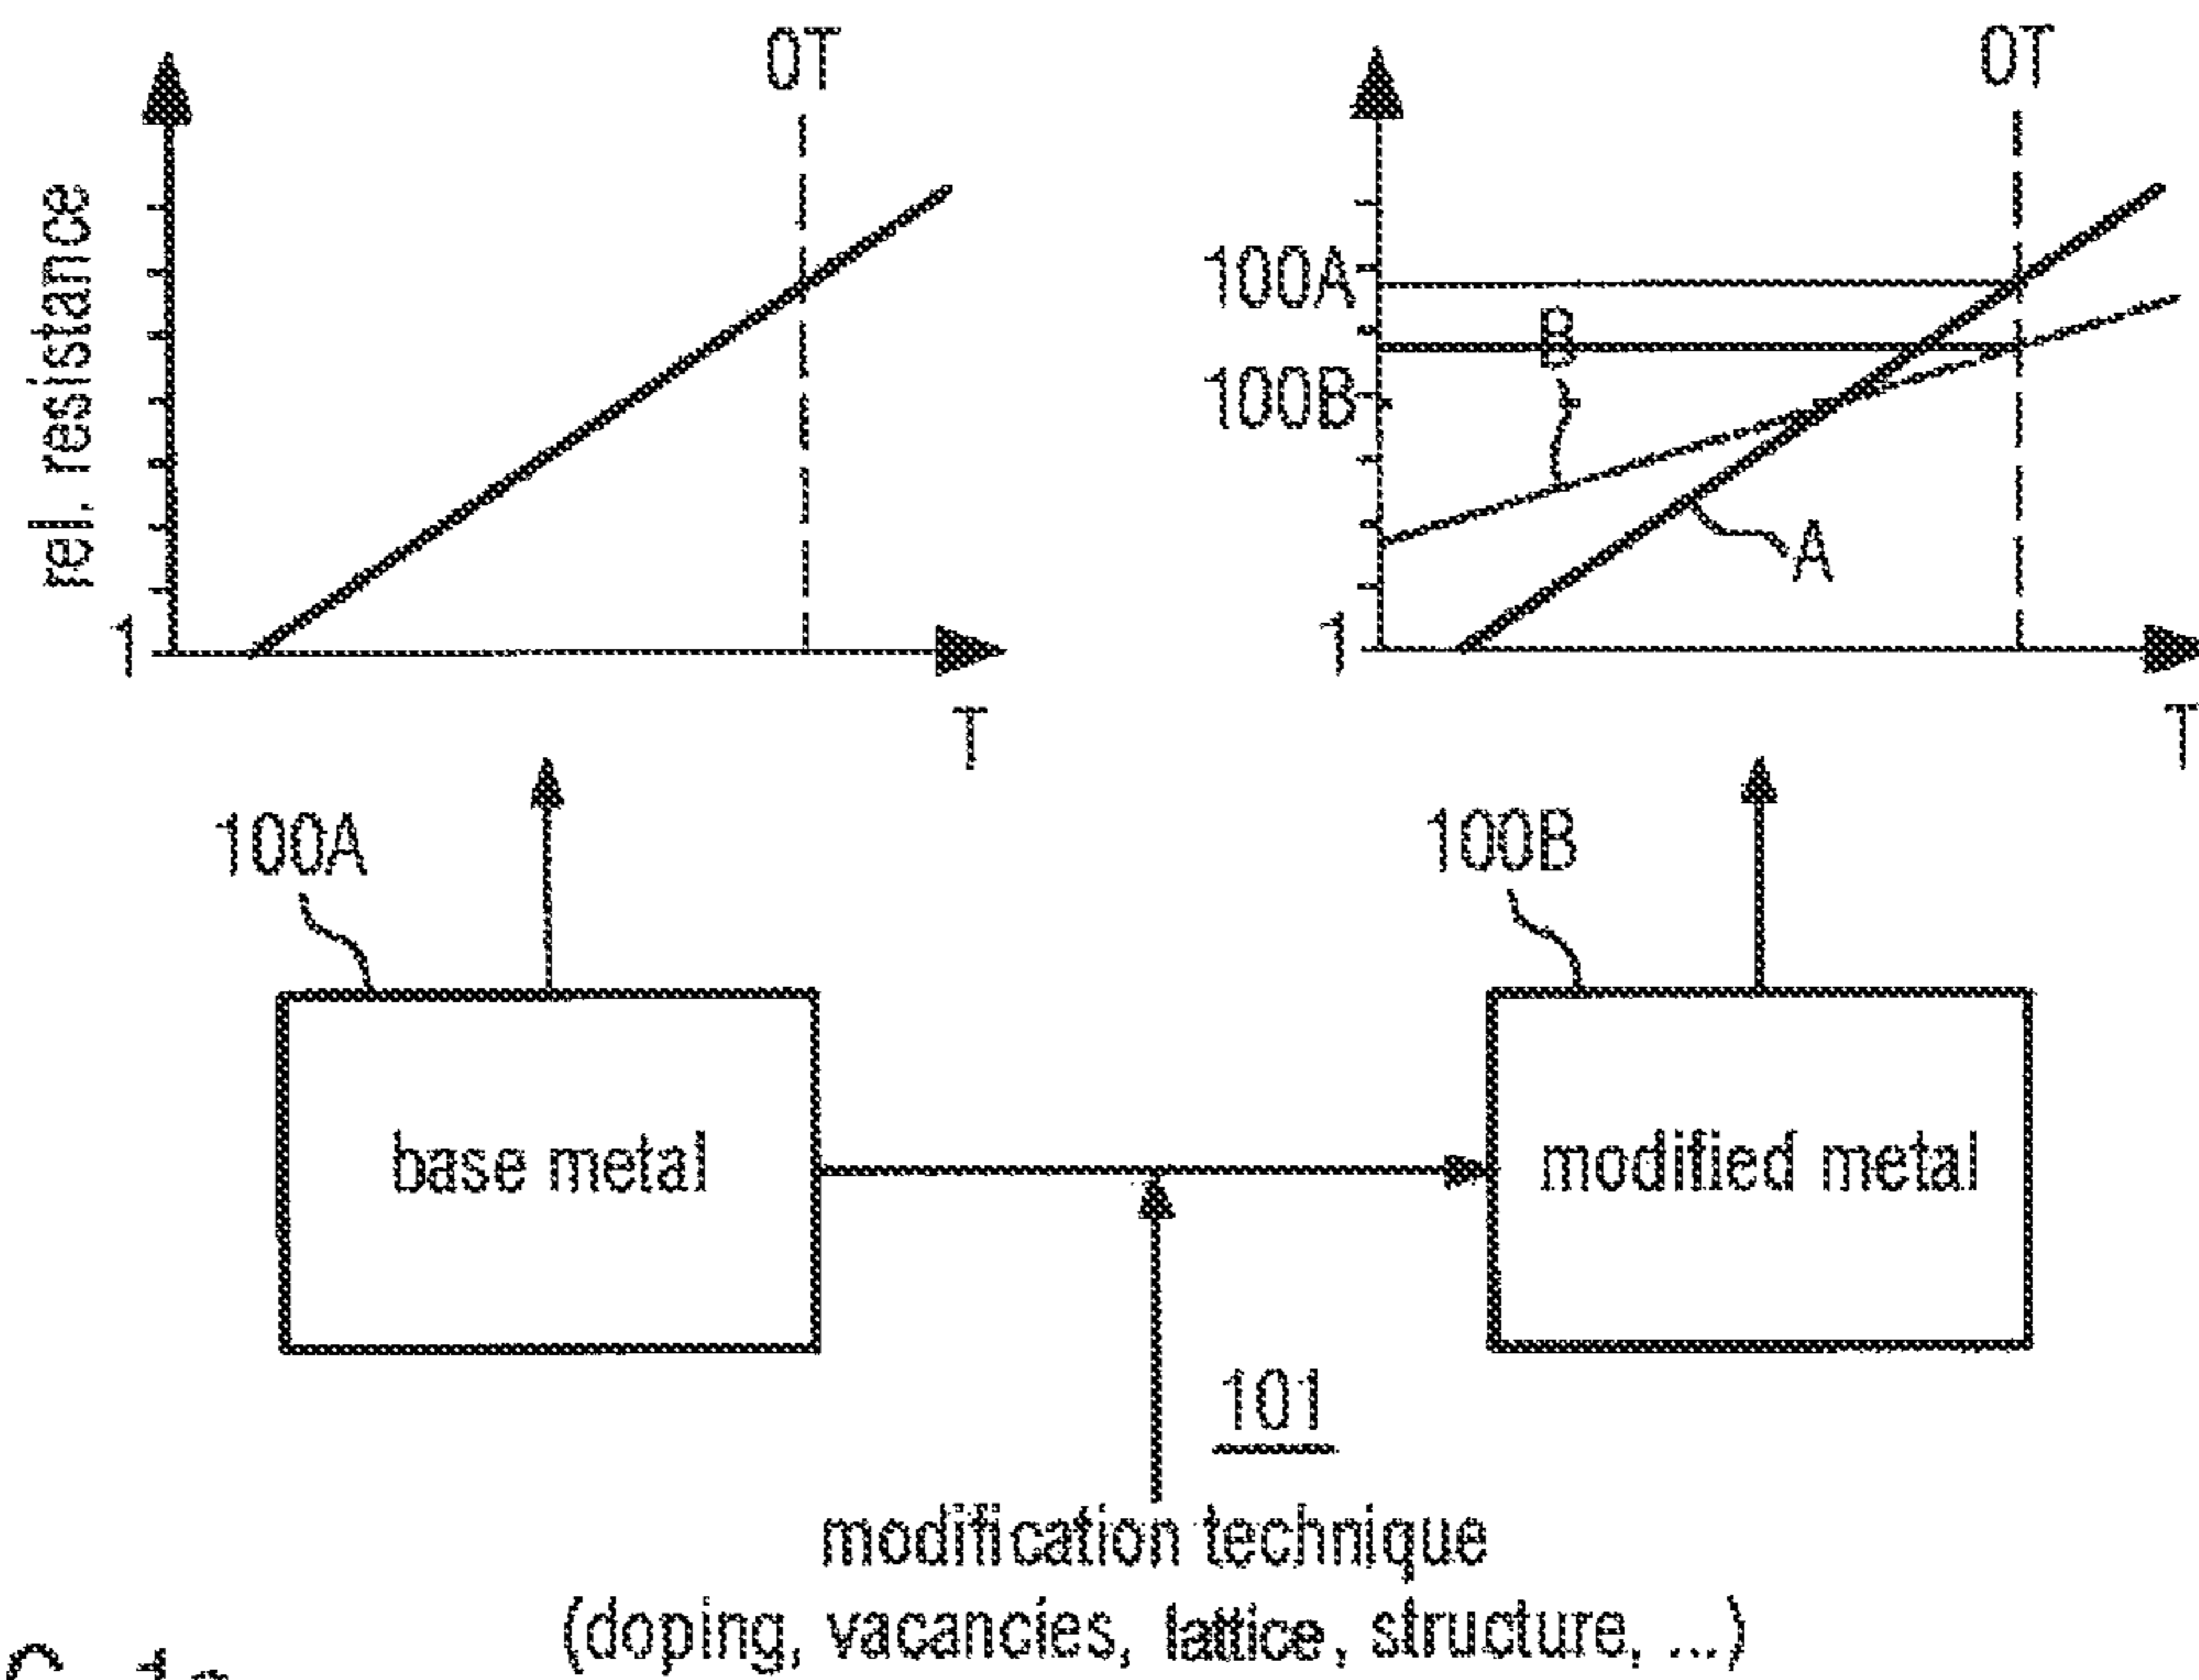 OT
rel. resistance
1
T
OT
100A
100B
B
A
1
T
100A
base metal
100B
modified metal
101
modification technique
(doping, vacancies, lattice, structure, ...)